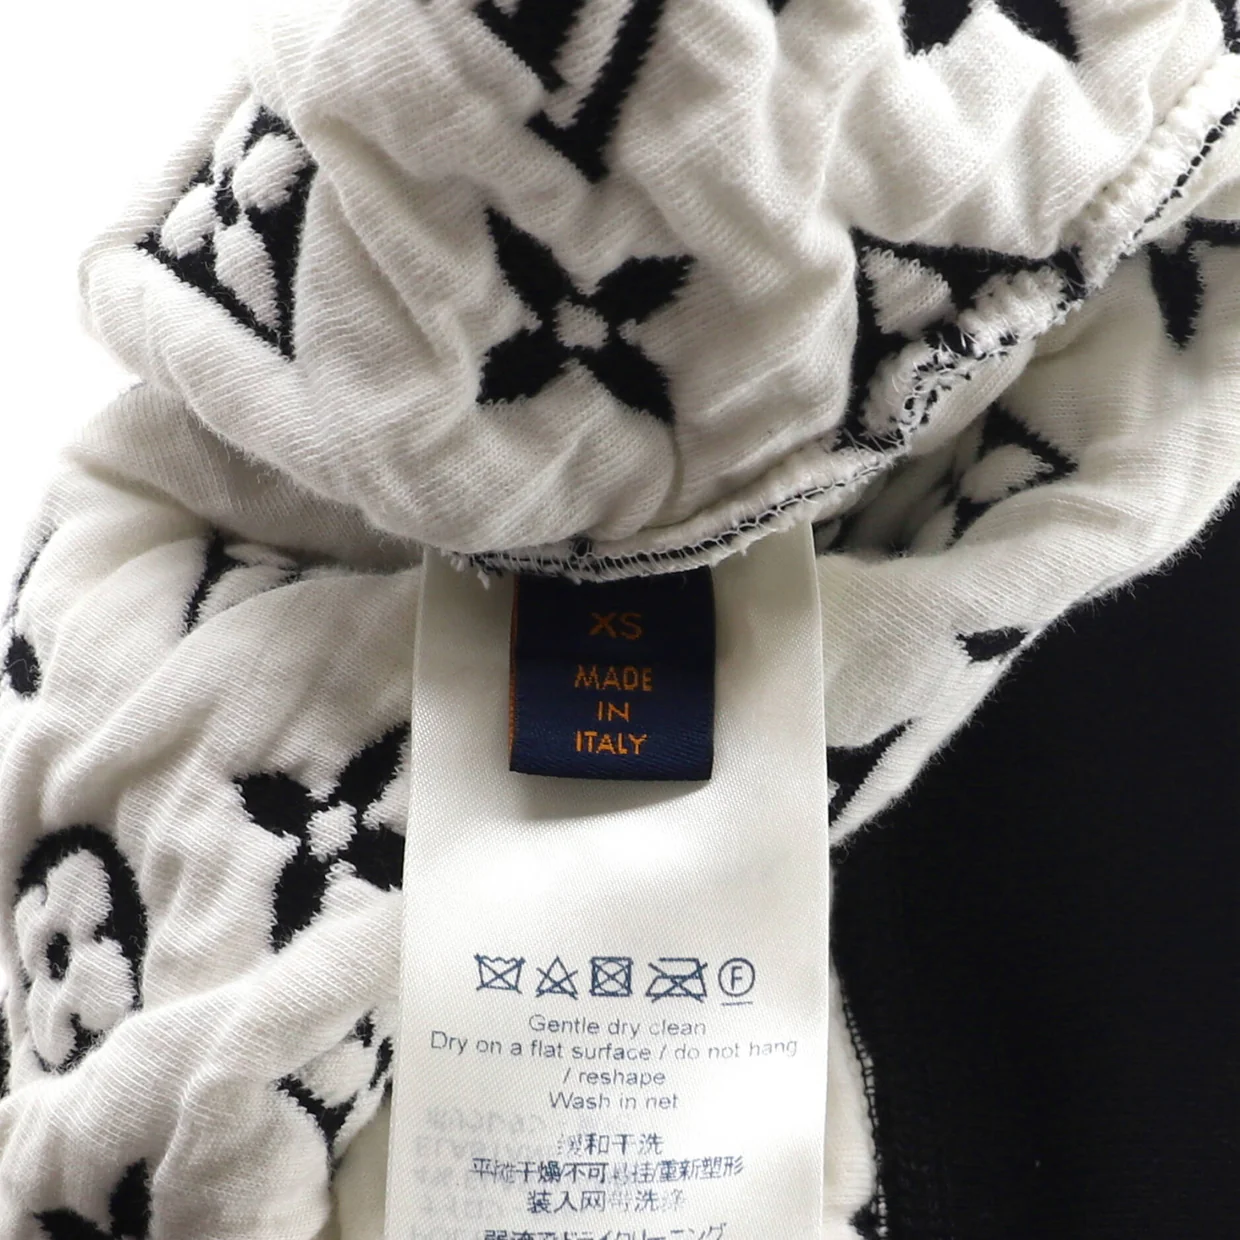 XS
MADE
IN
ITALY
F
Gentle dry clean
Dry on a flat surface / do not hang
/ reshape
Wash in net
缓和干洗
平摊干燥/不可悬挂/重新塑形
装入网带洗涤